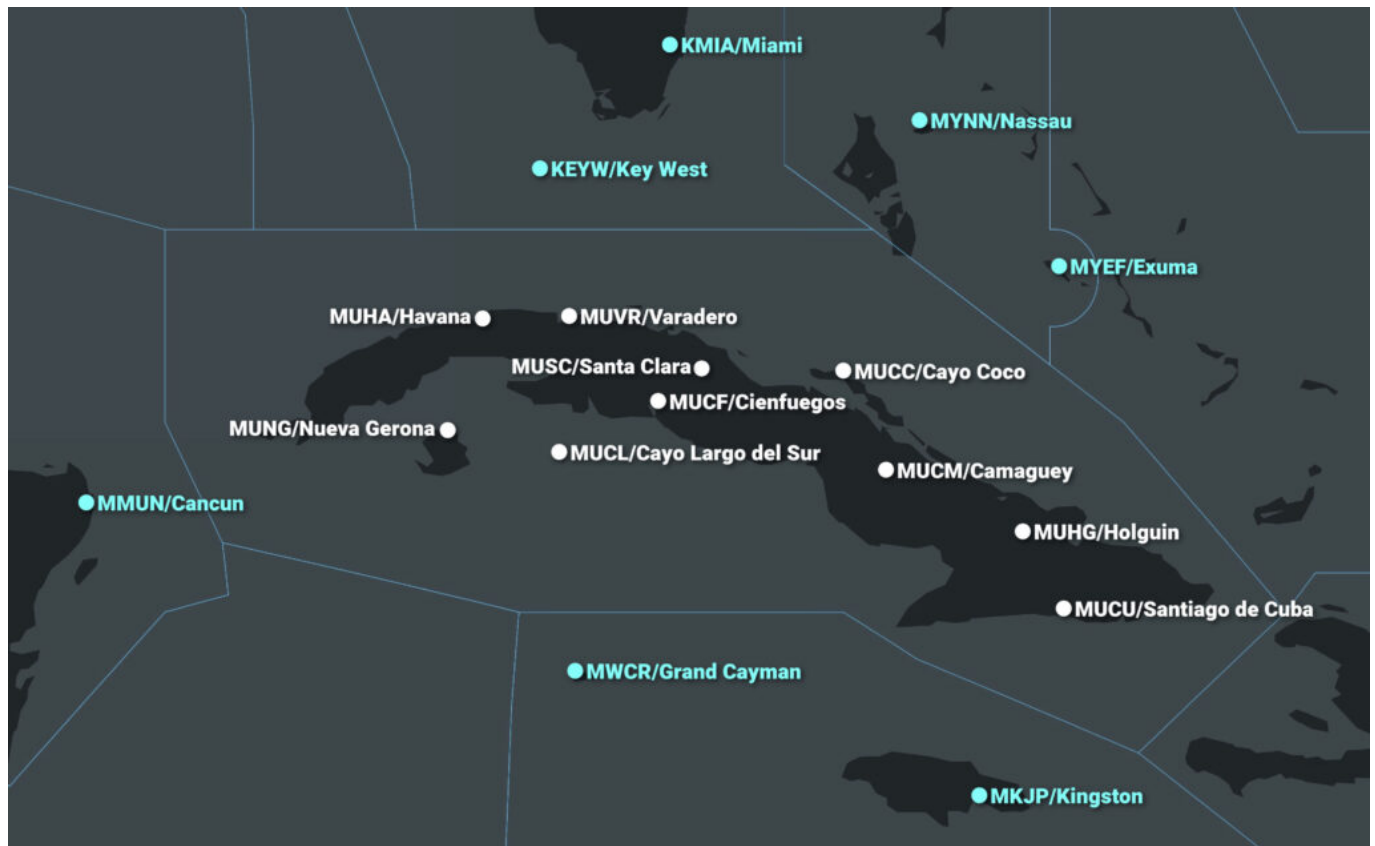 KMIA/Miami
MYNN/Nassau
KEYW/Key West
MYEF/Exuma
MUHA/Havana
MUVR/Varadero
MUSC/Santa Clara
MUCC/Cayo Coco
MUCF/Cienfuegos
MUNG/Nueva Gerona
MUCL/Cayo Largo del Sur
MUCM/Camaguey
MMUN/Cancun
MUHG/Holguin
MUCU/Santiago de Cuba
MWCR/Grand Cayman
MKJP/Kingston